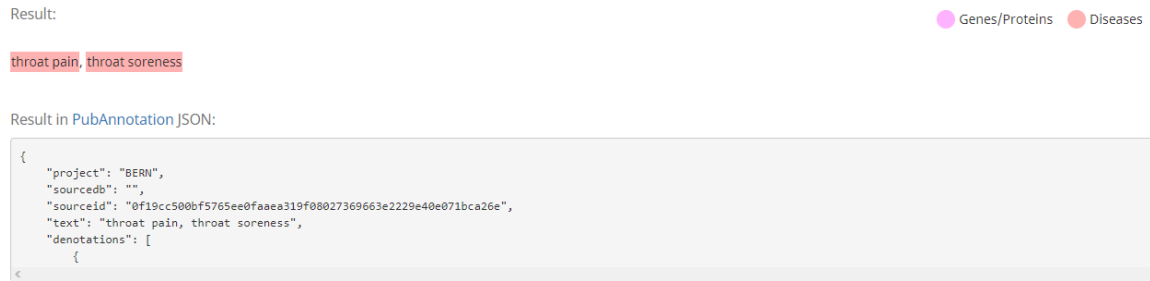 Result:
Genes/Proteins Diseases
throat pain, throat soreness
Result in PubAnnotation JSON:
{
    "project": "BERN",
    "sourcedb": "",
    "sourceid": "0f19cc500bf5765ee0faaea319f08027369663e2229e40e071bca26e",
    "text": "throat pain, throat soreness",
    "denotations": [
        {